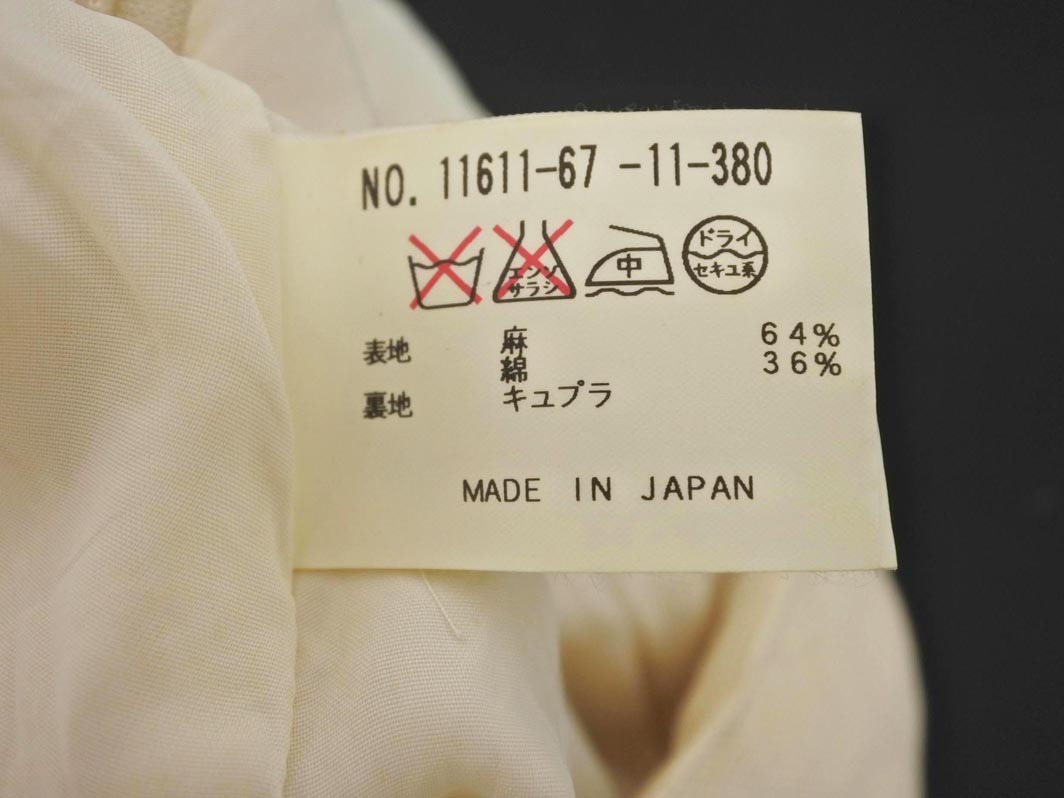 NO. 11611-67 -11-380
エンソ サラシ 中 ドライ セキユ系
表地 麻 64%
綿 36%
裏地 キュプラ
MADE IN JAPAN